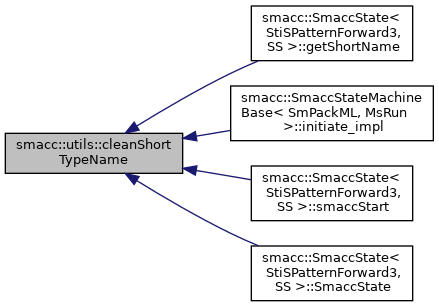 smacc::SmaccState<
StiSPatternForward3,
SS >::getShortName
smacc::SmaccStateMachine
Base< SmPackML, MsRun
>::initiate_impl
smacc::utils::cleanShort
TypeName
smacc::SmaccState<
StiSPatternForward3,
SS >::smaccStart
smacc::SmaccState<
StiSPatternForward3,
SS >::SmaccState